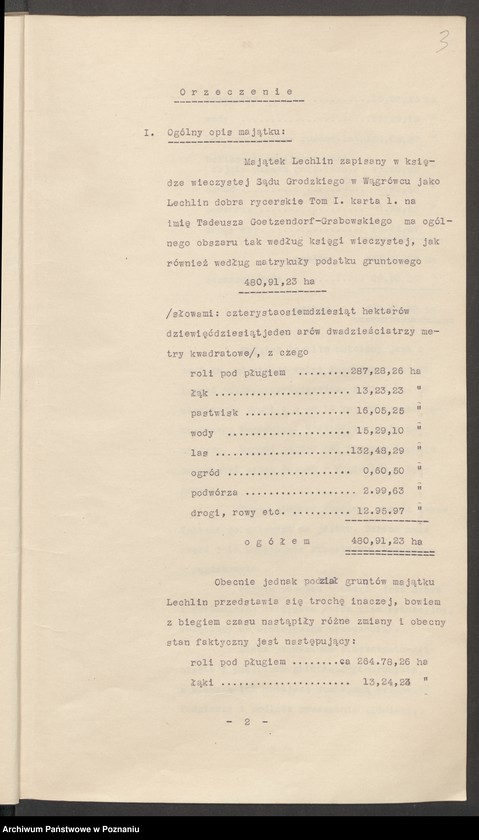 3
Orzeczenie
I. Ogólny opis majątku:
Majątek Lechlin zapisany w księ-
dze wieczystej Sądu Grodzkiego w Wągrówcu jako
Lechlin dobra rycerskie Tom I. karta 1. na
imię Tadeusza Goetzendorf-Grabowskiego ma ogól-
nego obszaru tak według księgi wieczystej, jak
również według matrykuły podatku gruntowego
480,91,23 ha
/słowami: czterystaosiemdziesiąt hektarów
dziewięćdziesiątjeden arów dwadzieściatrzy me-
try kwadratowe/, z czego
roli pod pługiem .........287,28,26 ha
łąk ...................... 13,23,23 "
pastwisk ................. 16,05,25 "
wody .................... 15,29,10 "
las ......................132,48,29 "
ogród .................... 0,60,50 "
podwórza .................. 2.99,63 "
drogi, rowy etc. .......... 12.95.97 "
ogółem 480,91,23 ha
Obecnie jednak podział gruntów majątku
Lechlin przedstawia się trochę inaczej, bowiem
z biegiem czasu nastąpiły różne zmiany i obecny
stan faktyczny jest następujący:
roli pod pługiem ........ca 264.78,26 ha
łąki ..................... 13,24,23 "
- 2 -
Archiwum Państwowe w Poznaniu